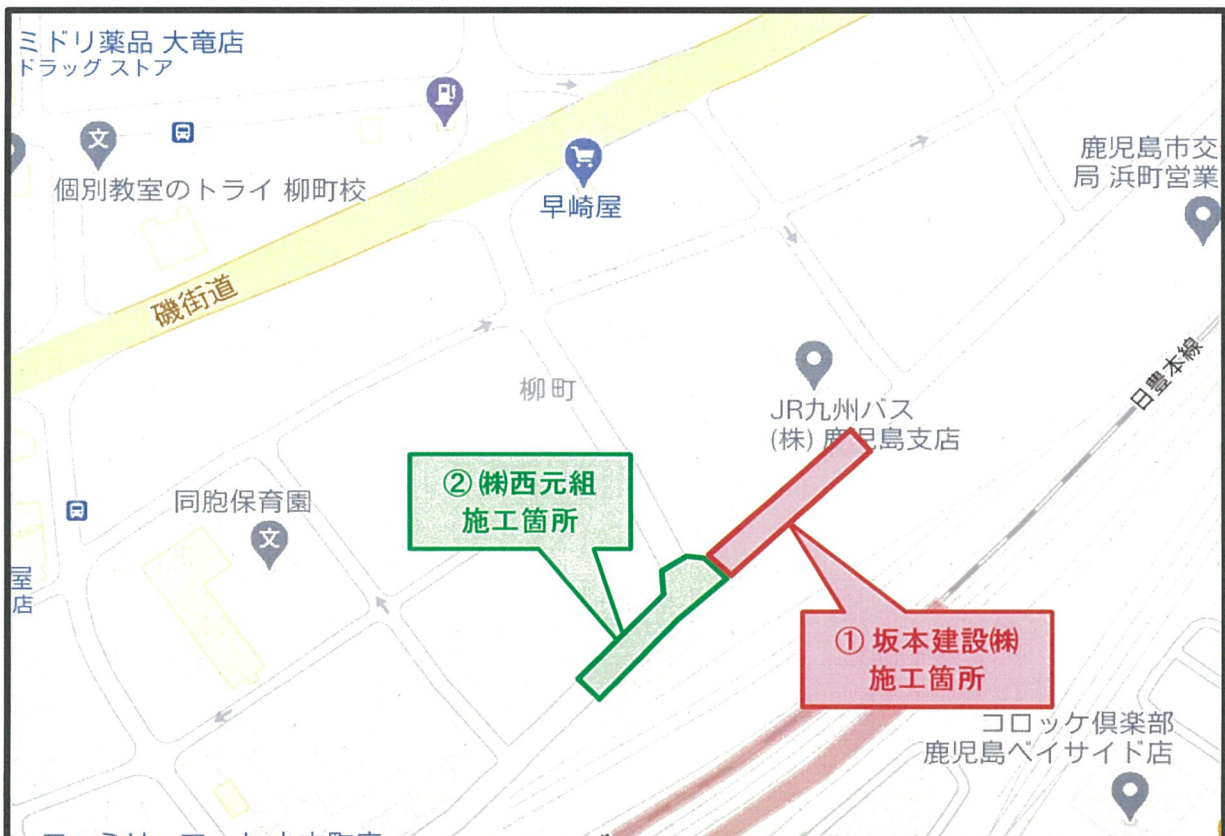 ミドリ薬品 大竜店
ドラッグ ストア
文
個別教室のトライ 柳町校
早崎屋
鹿児島市交
局 浜町営業
磯街道
柳町
日豊本線
JR九州バス
(株) 鹿児島支店
② ㈱西元組
施工箇所
同胞保育園
文
屋
店
① 坂本建設㈱
施工箇所
コロッケ倶楽部
鹿児島ベイサイド店